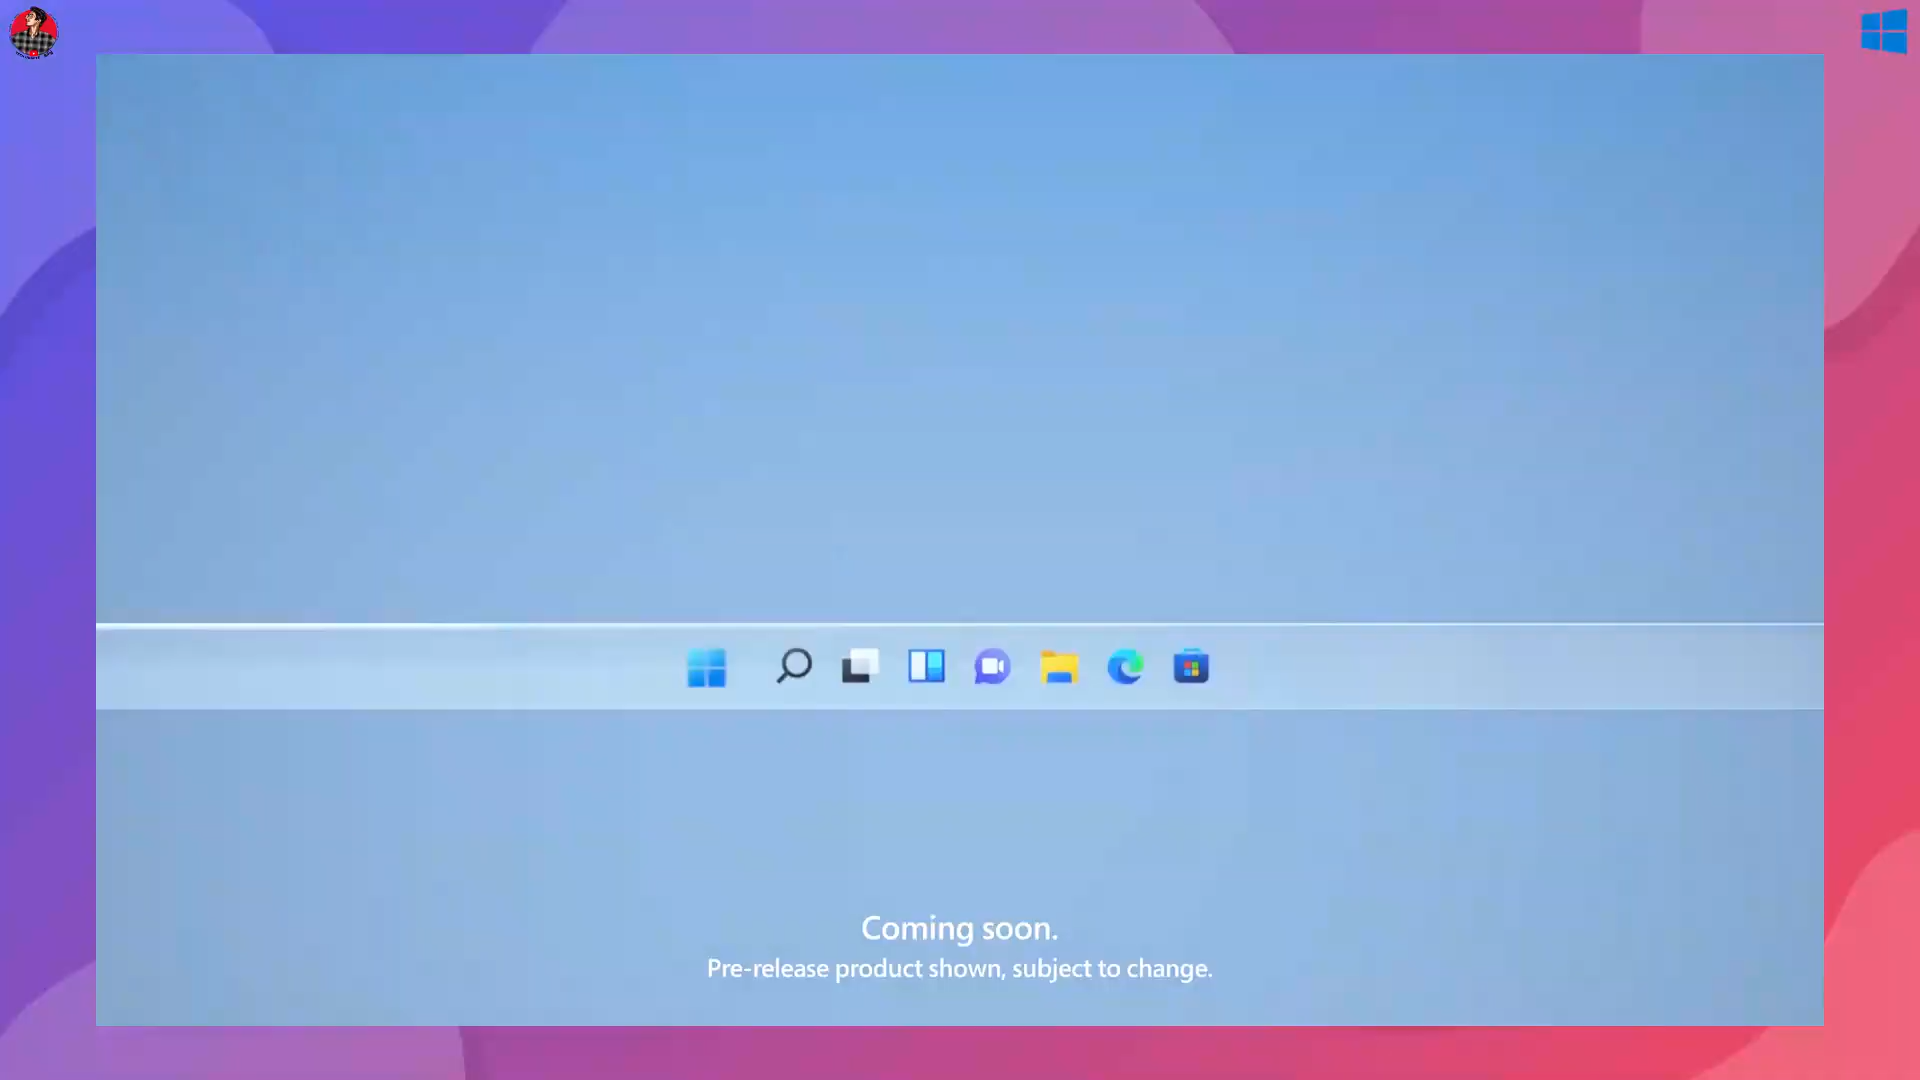 Coming soon.
Pre-release product shown, subject to change.